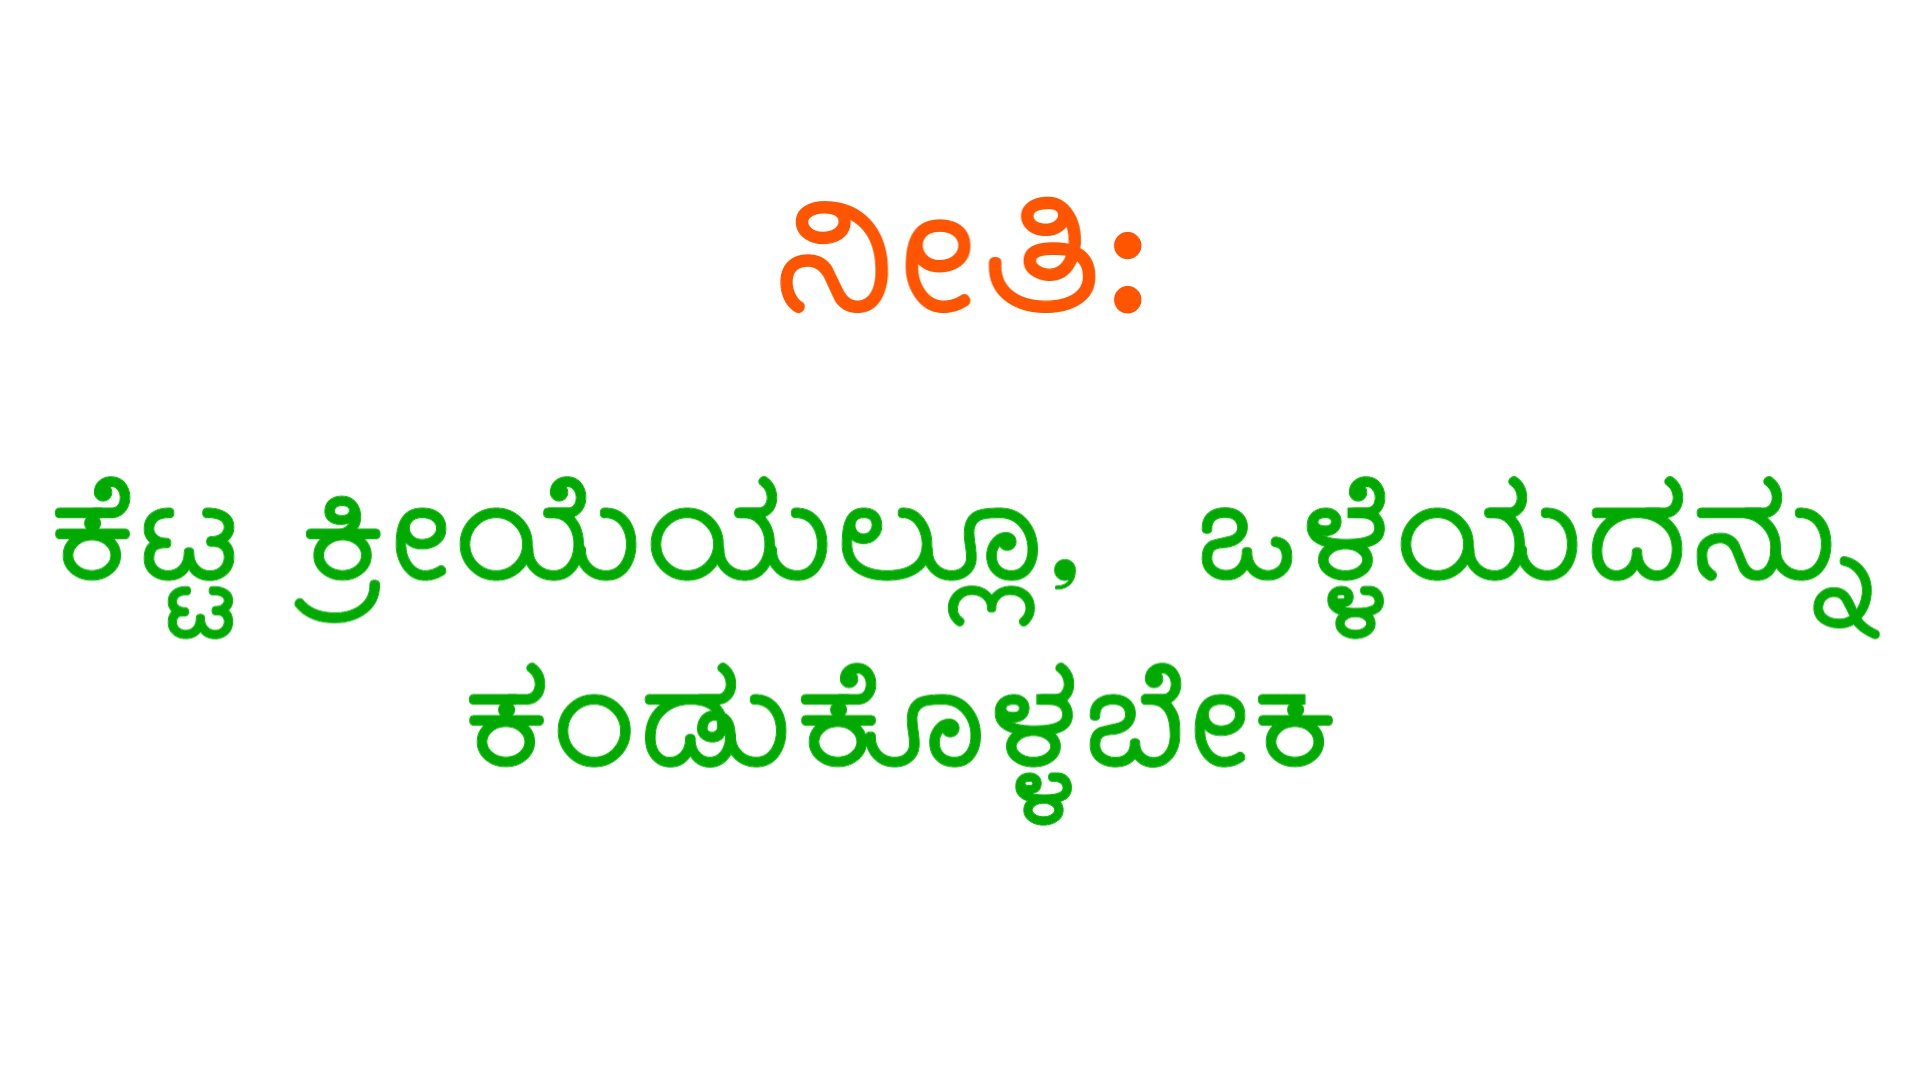 ನೀತಿ:
ಕೆಟ್ಟ ಕ್ರೀಯೆಯಲ್ಲೂ, ಒಳ್ಳೆಯದನ್ನು
ಕಂಡುಕೊಳ್ಳಬೇಕ